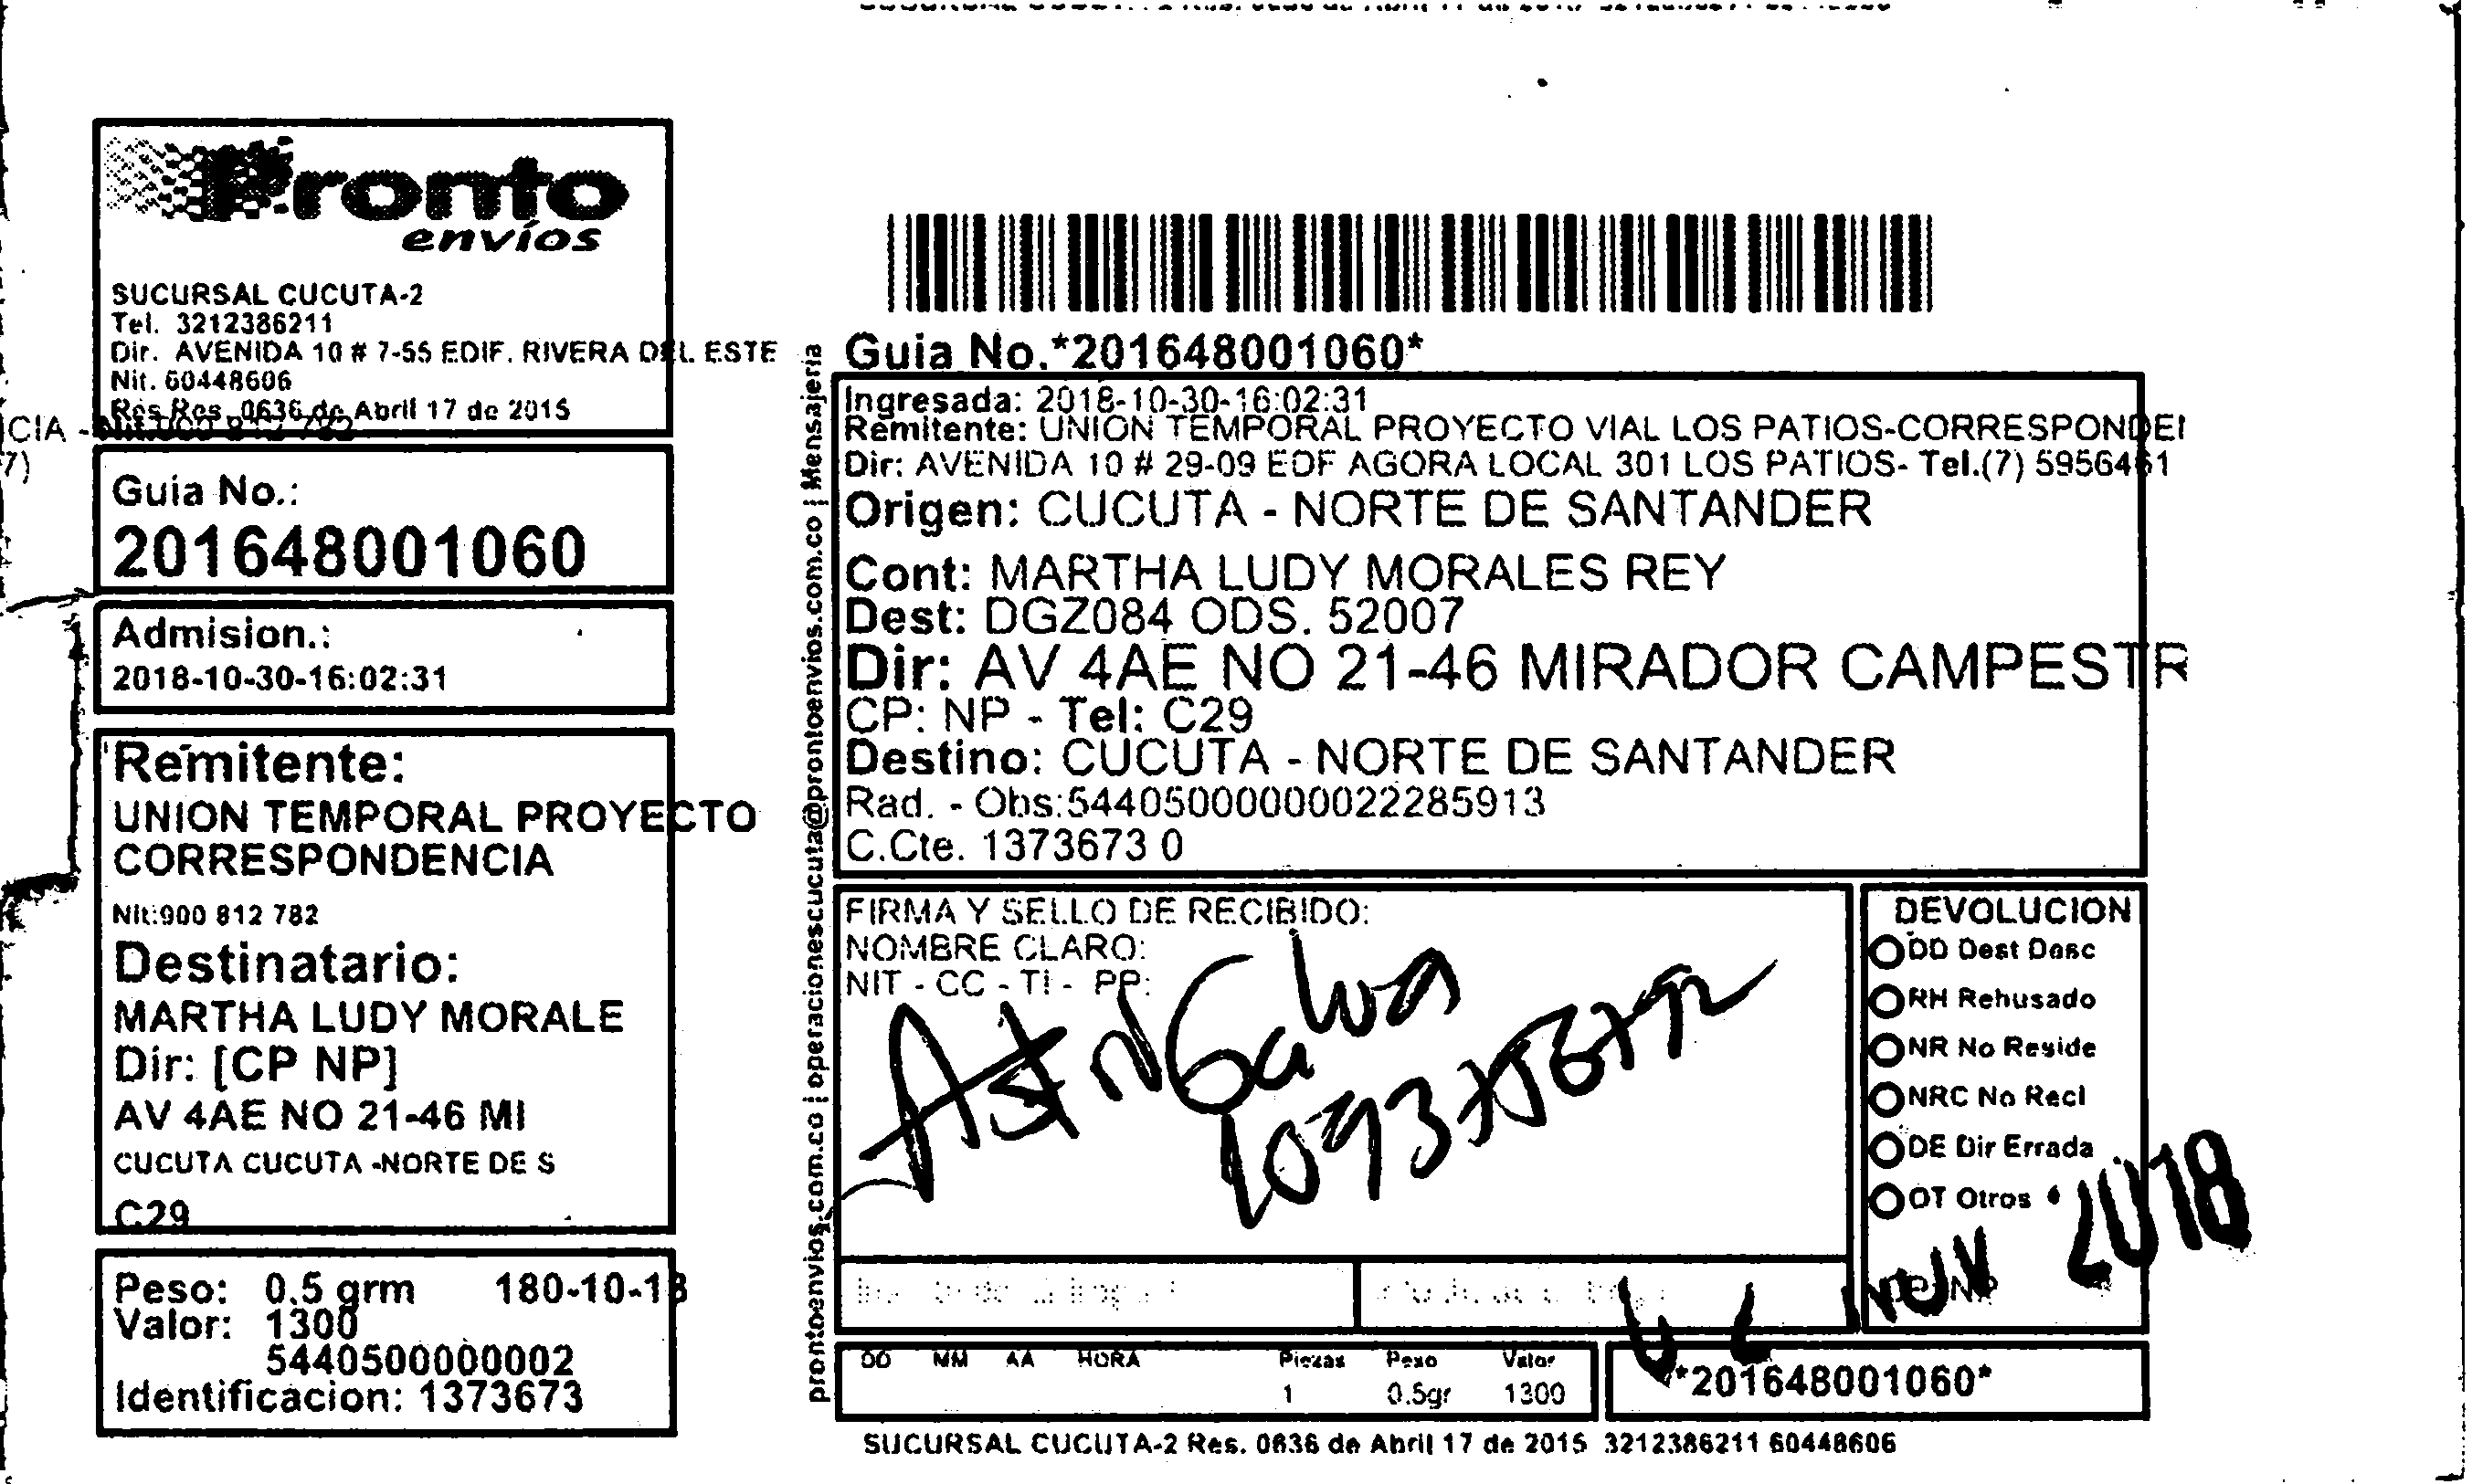 Pronto
envíos
SUCURSAL CUCUTA-2
Tel. 3212386211
Dir. AVENIDA 10 # 7-55 EDIF. RIVERA DEL ESTE
Nit. 60448606
Res Res. 0636 de Abril 17 de 2015
CIA - Nit.900 812 782
7)
Guia No.:
201648001060
Admision.:
2018-10-30-16:02:31
Remitente:
UNION TEMPORAL PROYECTO
CORRESPONDENCIA
Nit:900 812 782
Destinatario:
MARTHA LUDY MORALE
Dir: [CP NP]
AV 4AE NO 21-46 MI
CUCUTA CUCUTA -NORTE DE S
C29
Peso: 0.5 grm 180-10-18
Valor: 1300
5440500000002
Identificacion: 1373673
prontoenvios.com.co | operacionescucuta@prontoenvios.com.co | Mensajeria
Guia No.*201648001060*
Ingresada: 2018-10-30-16:02:31
Remitente: UNION TEMPORAL PROYECTO VIAL LOS PATIOS-CORRESPONDEN
Dir: AVENIDA 10 # 29-09 EDF AGORA LOCAL 301 LOS PATIOS- Tel.(7) 5956461
Origen: CUCUTA - NORTE DE SANTANDER
Cont: MARTHA LUDY MORALES REY
Dest: DGZ084 ODS. 52007
Dir: AV 4AE NO 21-46 MIRADOR CAMPESTR
CP: NP - Tel: C29
Destino: CUCUTA - NORTE DE SANTANDER
Rad. - Obs:544050000000022285913
C.Cte. 1373673 0
FIRMA Y SELLO DE RECIBIDO:
NOMBRE CLARO:
NIT - CC - TI - PP:
DEVOLUCION
DD Dest Desc
RH Rehusado
NR No Reside
NRC No Recl
DE Dir Errada
OT Otros
NOV 2018
DD MM AA HORA Piezas Peso Valor
1 0.5gr 1300
*201648001060*
SUCURSAL CUCUTA-2 Res. 0636 de Abril 17 de 2015 3212386211 60448606